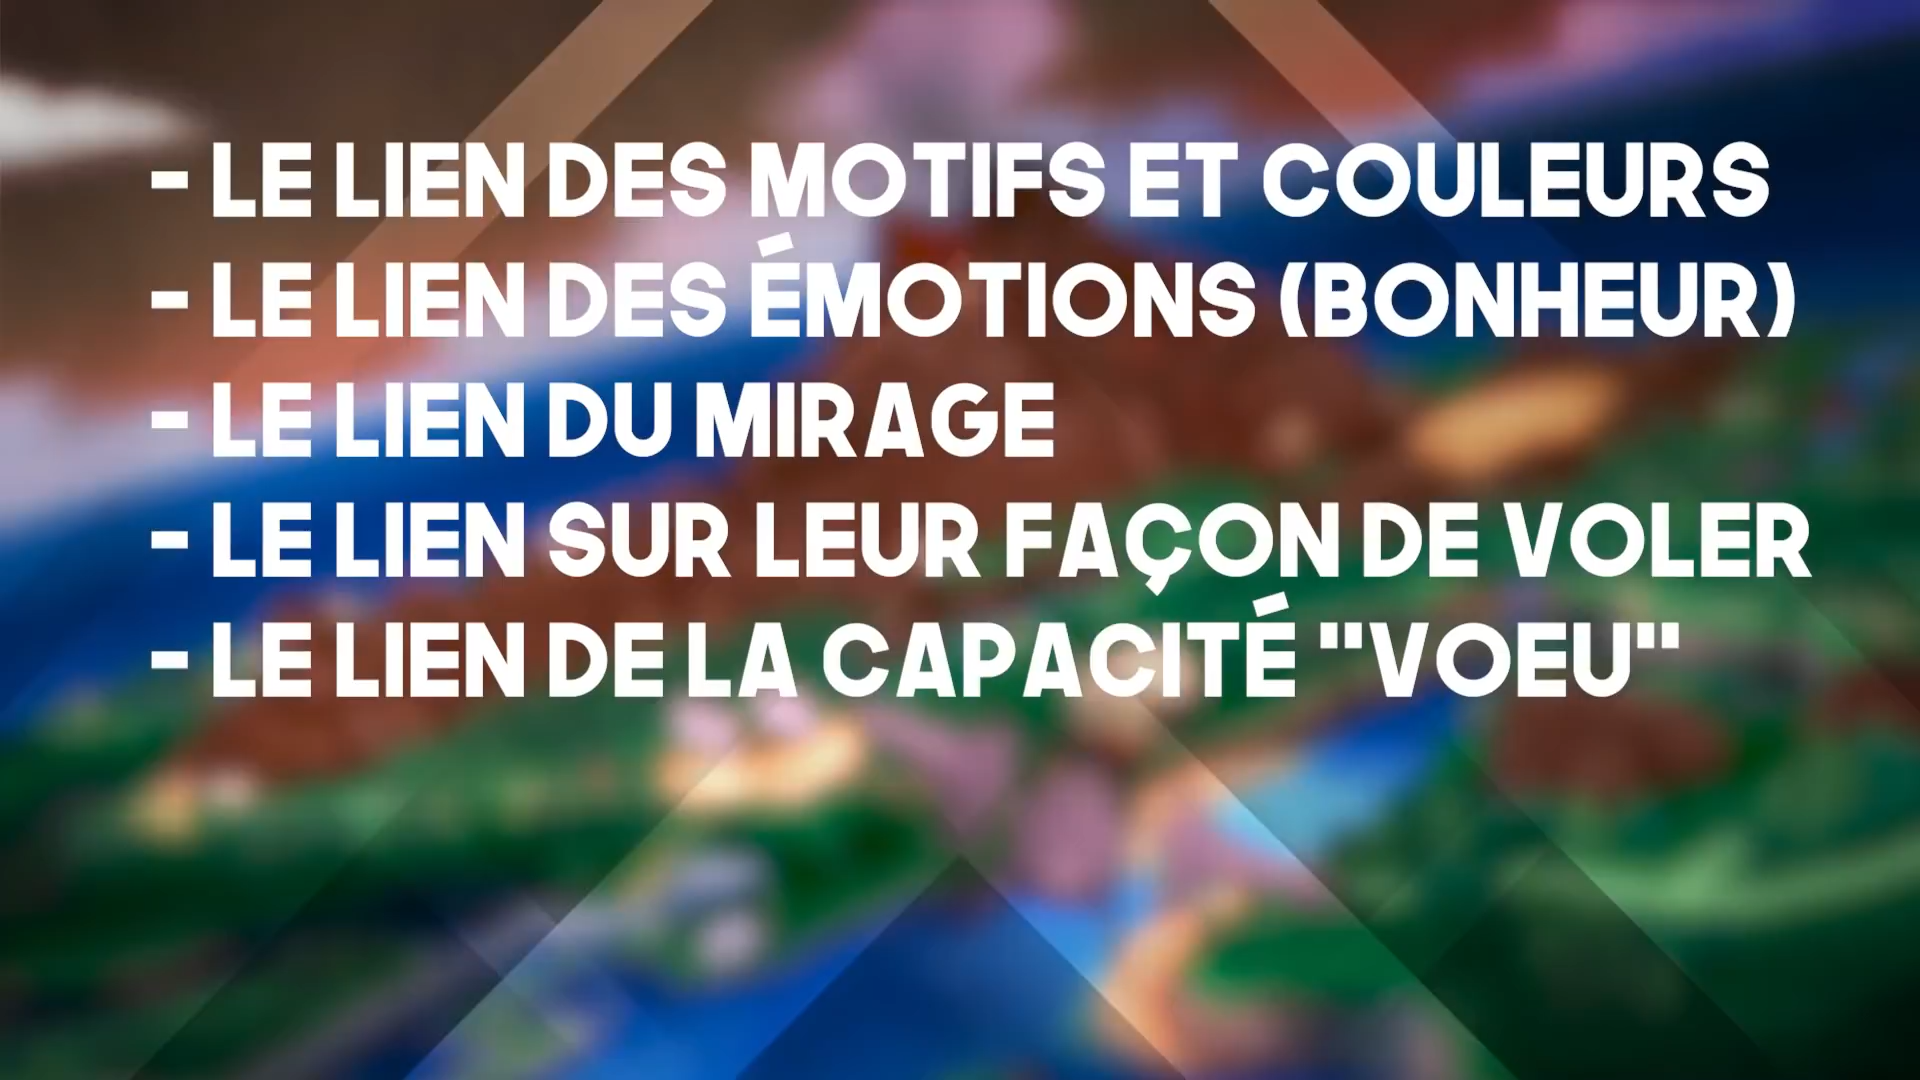 - LE LIEN DES MOTIFS ET COULEURS
- LE LIEN DES ÉMOTIONS (BONHEUR)
- LE LIEN DU MIRAGE
- LE LIEN SUR LEUR FAÇON DE VOLER
- LE LIEN DE LA CAPACITÉ "VOEU"